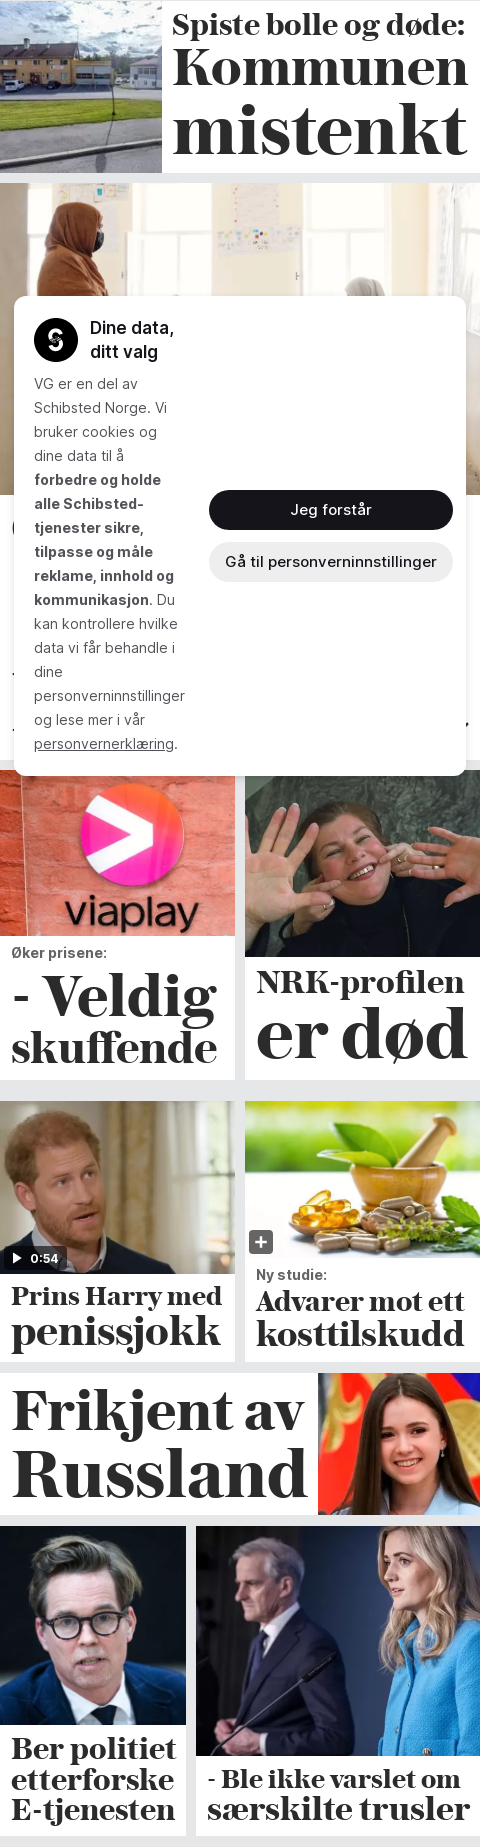 Spiste bolle og døde:
Kommunen
mistenkt
Dine data,
ditt valg
VG er en del av
Schibsted Norge. Vi
bruker cookies og
dine data til å
forbedre og holde
alle Schibsted-
tjenester sikre,
tilpasse og måle
reklame, innhold og
kommunikasjon. Du
kan kontrollere hvilke
data vi får behandle i
dine
personverninnstillinger
og lese mer i vår
personvernerklæring.
Jeg forstår
Gå til personverninnstillinger
viaplay
Øker prisene:
- Veldig
skuffende
NRK-profilen
er død
0:54
Prins Harry med
penissjokk
Ny studie:
Advarer mot ett
kosttilskudd
Frikjent av
Russland
Ber politiet
etterforske
E-tjenesten
- Ble ikke varslet om
særskilte trusler